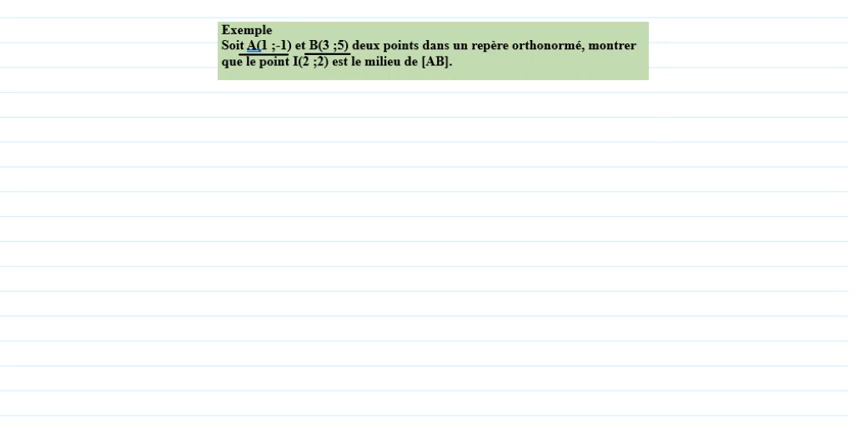 Exemple
Soit A(1 ;-1) et B(3 ;5) deux points dans un repère orthonormé, montrer
que le point I(2 ;2) est le milieu de [AB].